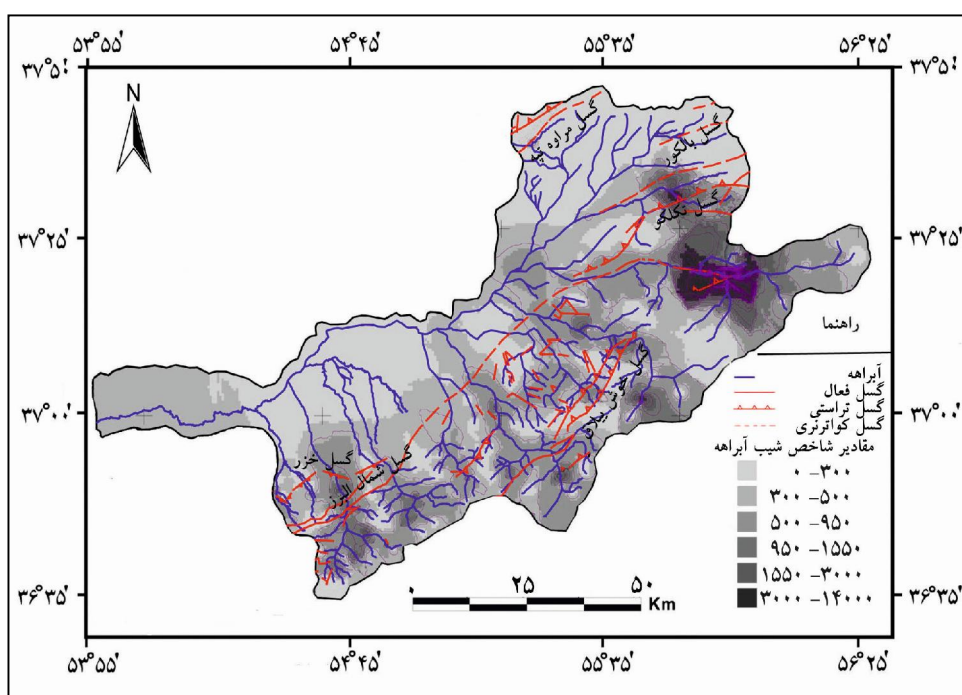 ۵۳°۵۵' ۵۴°۴۵' ۵۵°۳۵' ۵۶°۲۵'
۳۷°۵۰' ۳۷°۵۰'
N
گسل مراوه تپه
گسل بالکور
گسل تکلکو
۳۷°۲۵' ۳۷°۲۵'
گسل خوش ییلاق
گسل خزر
گسل شمال البرز
۳۷°۰۰' ۳۷°۰۰'
راهنما
آبراهه
گسل فعال
گسل تراستی
گسل کواترنری
مقادیر شاخص شیب آبراهه
۰ -۳۰۰
۳۰۰ -۵۰۰
۵۰۰ -۹۵۰
۹۵۰ -۱۵۵۰
۱۵۵۰ -۳۰۰۰
۳۰۰۰ -۱۴۰۰۰
۰ ۲۵ ۵۰
Km
۳۶°۳۵' ۳۶°۳۵'
۵۳°۵۵' ۵۴°۴۵' ۵۵°۳۵' ۵۶°۲۵'